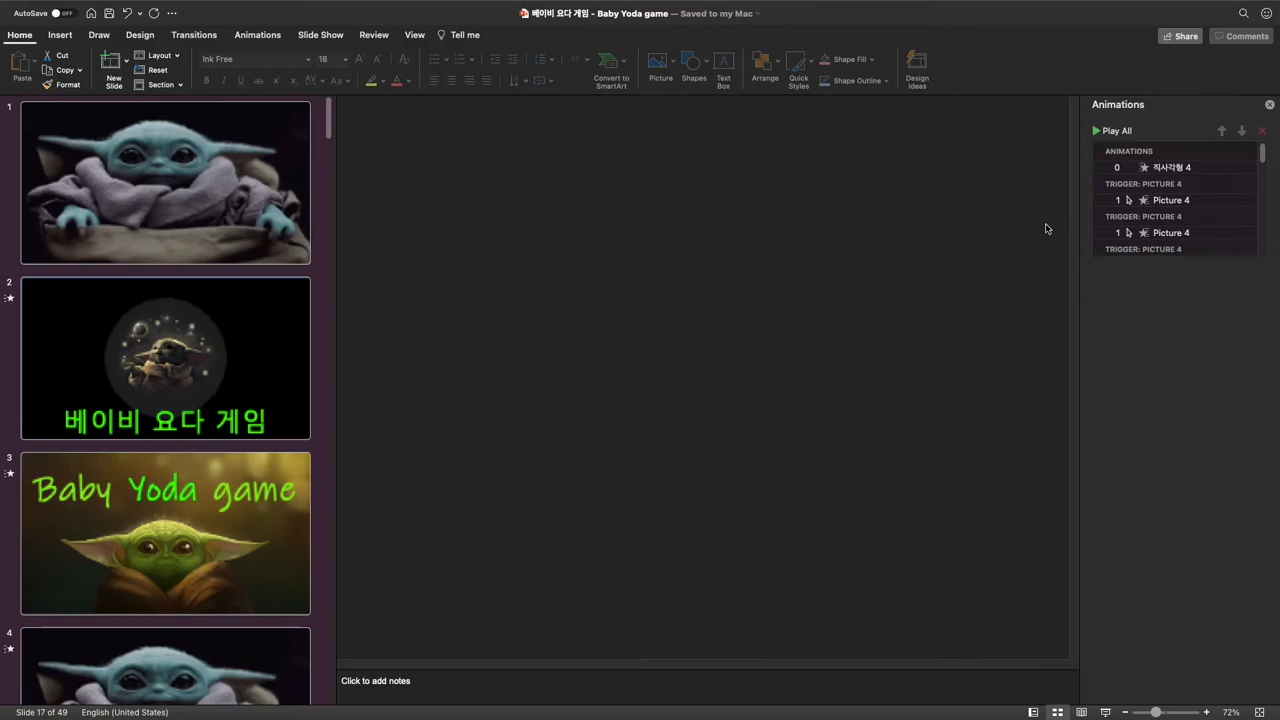 AutoSave OFF
베이비 요다 게임 - Baby Yoda game — Saved to my Mac
Home Insert Draw Design Transitions Animations Slide Show Review View Tell me
Share Comments
Paste
Cut
Copy
Format
New Slide
Layout
Reset
Section
Ink Free 18
Convert to SmartArt
Picture
Shapes
Text Box
Arrange
Quick Styles
Shape Fill
Shape Outline
Design Ideas
1
2
베이비 요다 게임
3
Baby Yoda game
4
Animations
Play All
ANIMATIONS
0 직사각형 4
TRIGGER: PICTURE 4
1 Picture 4
TRIGGER: PICTURE 4
1 Picture 4
TRIGGER: PICTURE 4
Click to add notes
Slide 17 of 49 English (United States) 72%